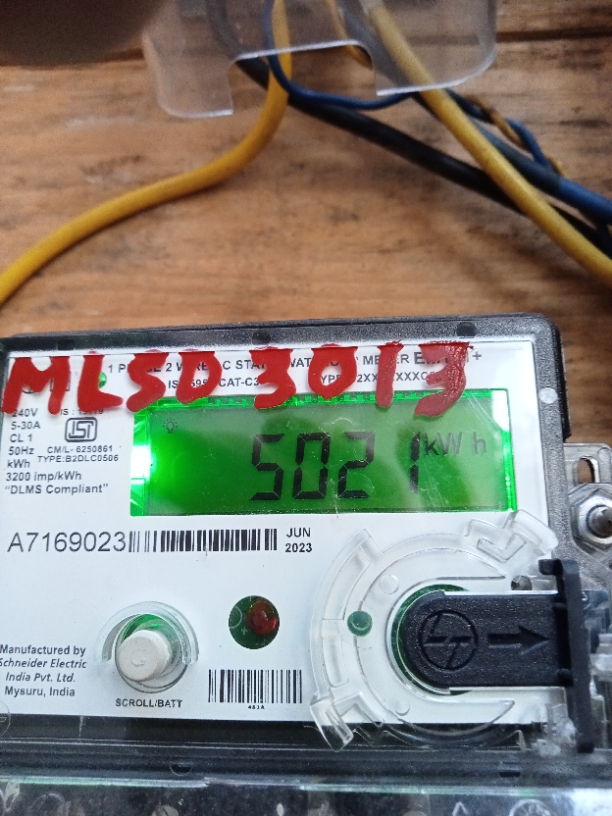 MLSD3013
240V
5-30A
CL 1
50Hz
kWh
3200 imp/kWh
"DLMS Compliant"
CM/L- 6250861
TYPE:B2DLC0506
5021 kWh
A7169023
JUN
2023
Manufactured by
Schneider Electric
India Pvt. Ltd.
Mysuru, India
SCROLL/BATT